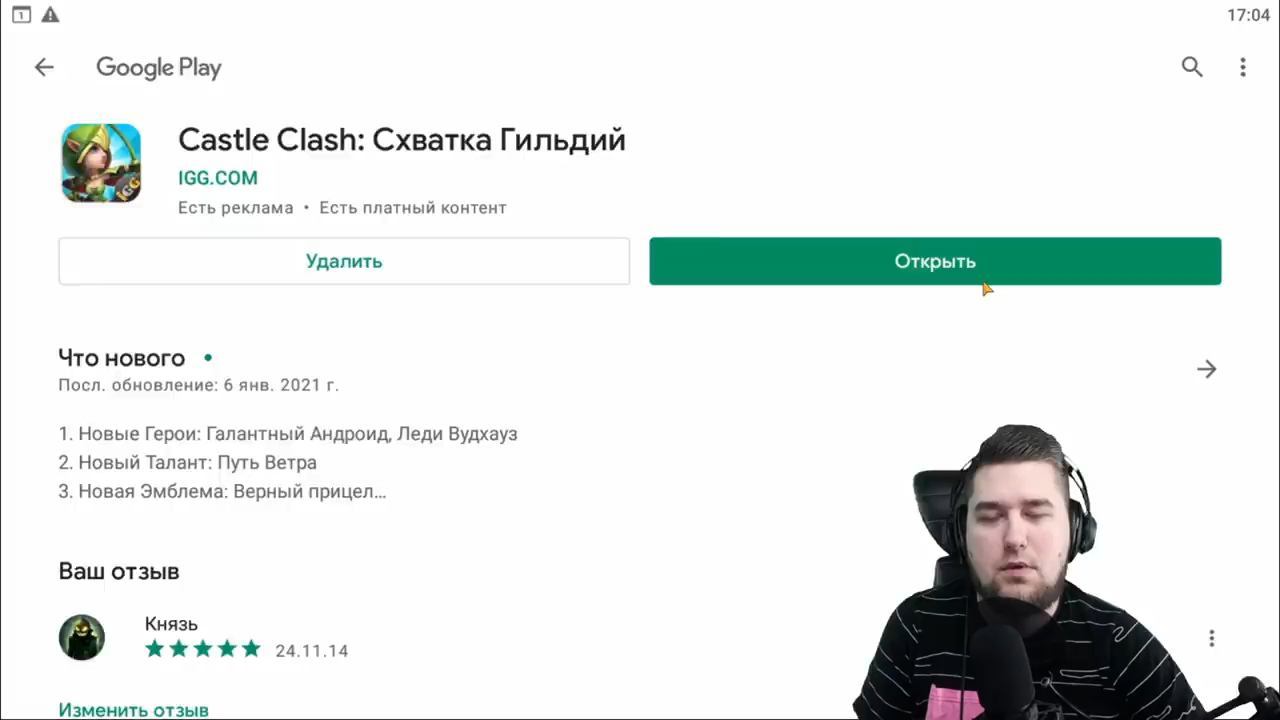 1
17:04
Google Play
Castle Clash: Схватка Гильдий
IGG.COM
Есть реклама • Есть платный контент
IGG
Удалить
Открыть
Что нового •
Посл. обновление: 6 янв. 2021 г.
1. Новые Герои: Галантный Андроид, Леди Вудхауз
2. Новый Талант: Путь Ветра
3. Новая Эмблема: Верный прицел...
Ваш отзыв
Князь
24.11.14
Изменить отзыв